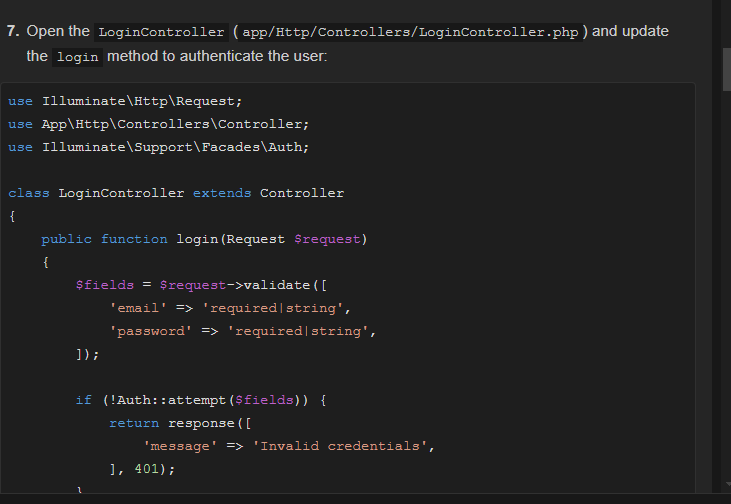 7. Open the LoginController ( app/Http/Controllers/LoginController.php ) and update
the login method to authenticate the user:
use Illuminate\Http\Request;
use App\Http\Controllers\Controller;
use Illuminate\Support\Facades\Auth;
class LoginController extends Controller
{
public function login(Request $request)
{
$fields = $request->validate([
'email' => 'required|string',
'password' => 'required|string',
]);
if (!Auth::attempt($fields)) {
return response([
'message' => 'Invalid credentials',
], 401);
}